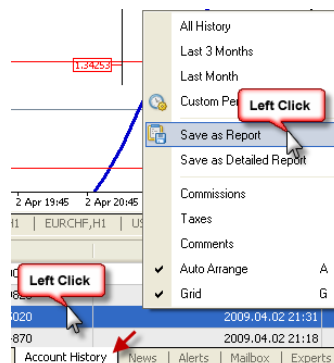 All History
Last 3 Months
1.34253
Last Month
Left Click
Save as Report
Save as Detailed Report
2 Apr 19:45 2 Apr 20:45
Commissions
EURCHF,H1
Taxes
Comments
Left Click
Auto Arrange A
Grid G
5020 2009.04.02 21:31
870 2009.04.02 21:18
Account History News Alerts Mailbox Experts